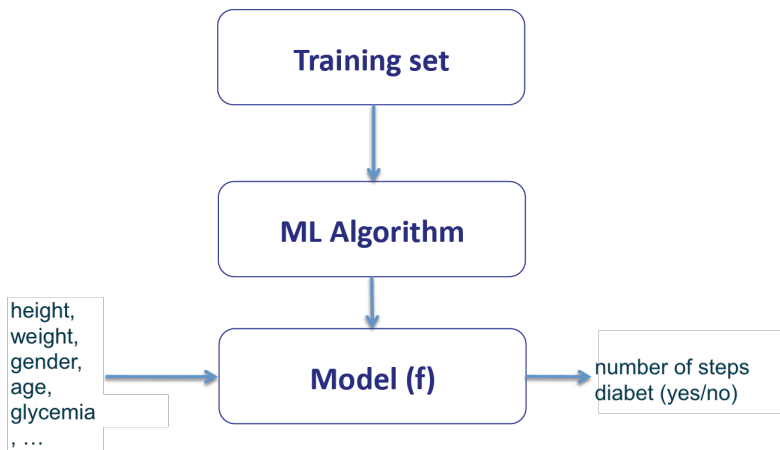 Training set
ML Algorithm
height,
weight,
gender,
age,
glycemia
, …
Model (f)
number of steps
diabet (yes/no)